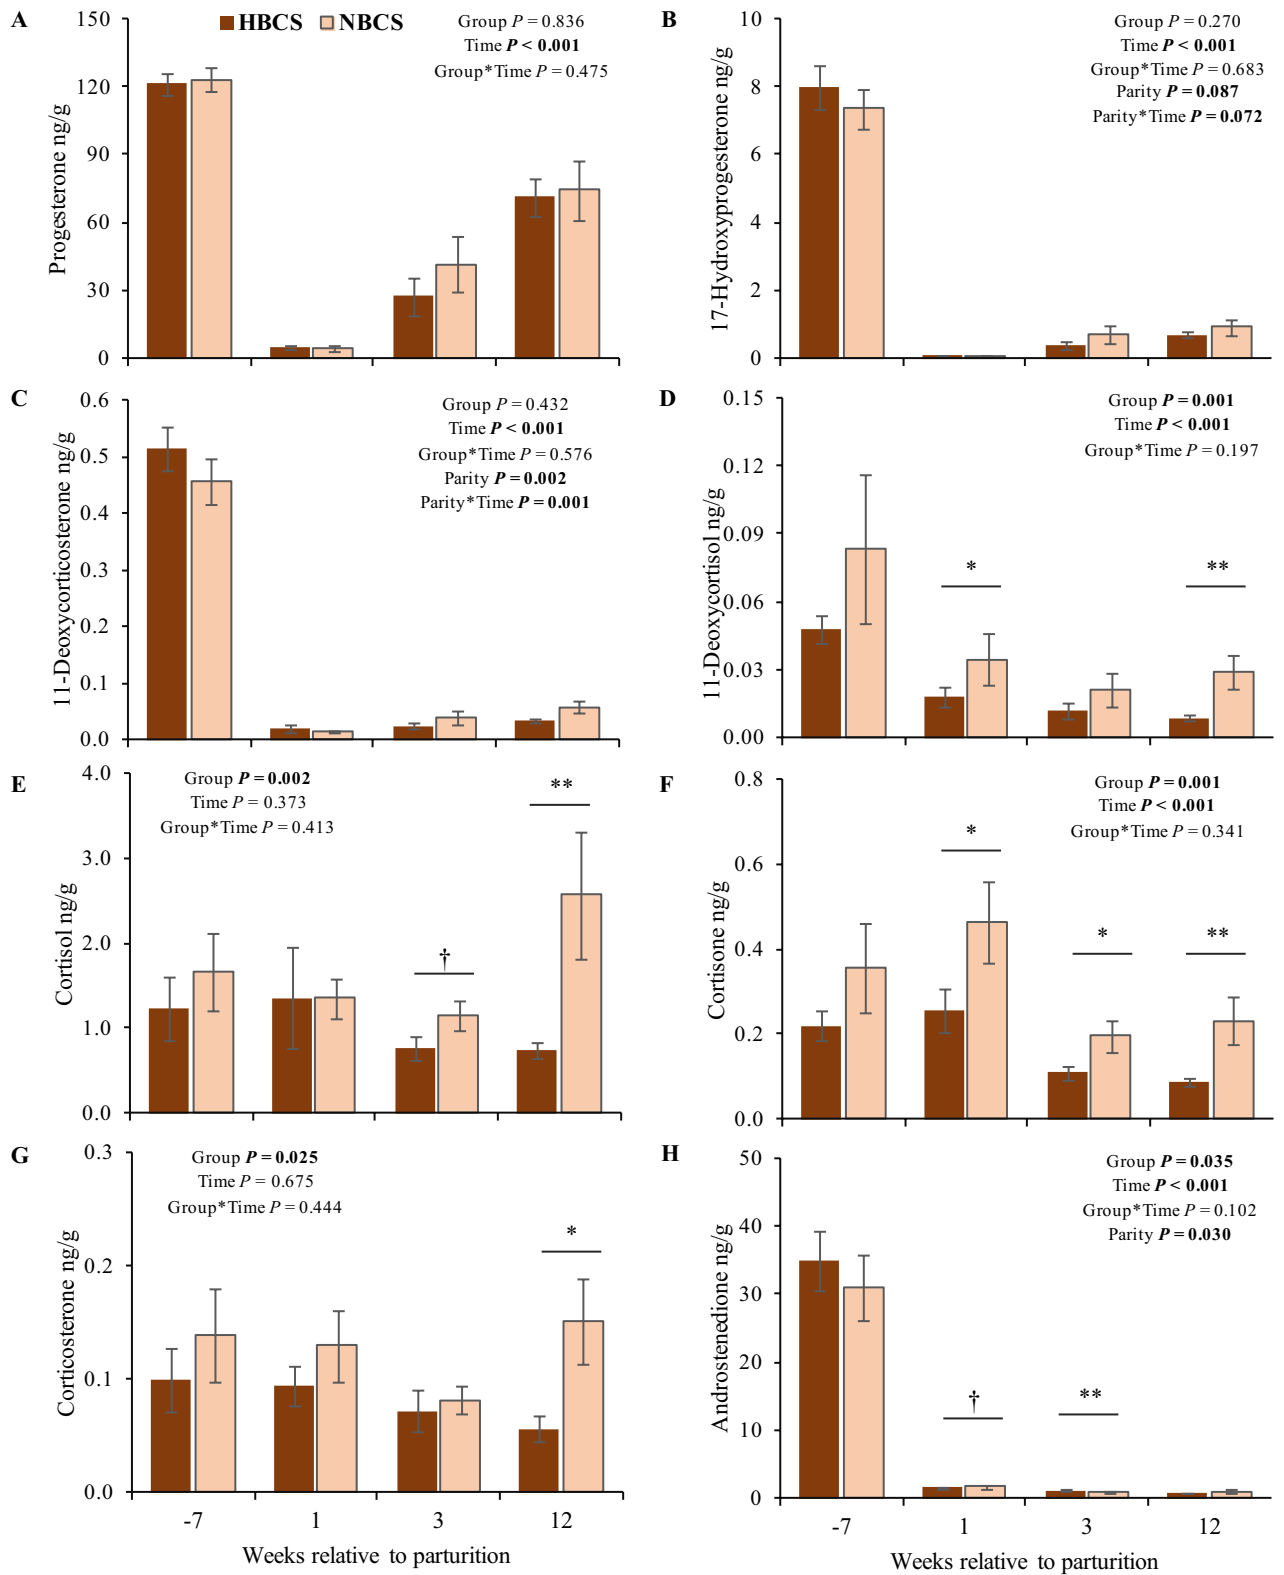 A
HBCS NBCS
Group P = 0.836
Time P < 0.001
Group*Time P = 0.475
150
120
90
60
30
0
Progesterone ng/g
B
Group P = 0.270
Time P < 0.001
Group*Time P = 0.683
Parity P = 0.087
Parity*Time P = 0.072
10
8
6
4
2
0
17-Hydroxyprogesterone ng/g
C
Group P = 0.432
Time P < 0.001
Group*Time P = 0.576
Parity P = 0.002
Parity*Time P = 0.001
0.6
0.5
0.4
0.3
0.2
0.1
0.0
11-Deoxycorticosterone ng/g
D
Group P = 0.001
Time P < 0.001
Group*Time P = 0.197
0.15
0.12
0.09
0.06
0.03
0.00
11-Deoxycortisol ng/g
*
**
E
Group P = 0.002
Time P = 0.373
Group*Time P = 0.413
4.0
3.0
2.0
1.0
0.0
Cortisol ng/g
†
**
F
Group P = 0.001
Time P < 0.001
Group*Time P = 0.341
0.8
0.6
0.4
0.2
0.0
Cortisone ng/g
*
*
**
G
Group P = 0.025
Time P = 0.675
Group*Time P = 0.444
0.3
0.2
0.1
0.0
Corticosterone ng/g
*
-7 1 3 12
Weeks relative to parturition
H
Group P = 0.035
Time P < 0.001
Group*Time P = 0.102
Parity P = 0.030
50
40
30
20
10
0
Androstenedione ng/g
†
**
-7 1 3 12
Weeks relative to parturition